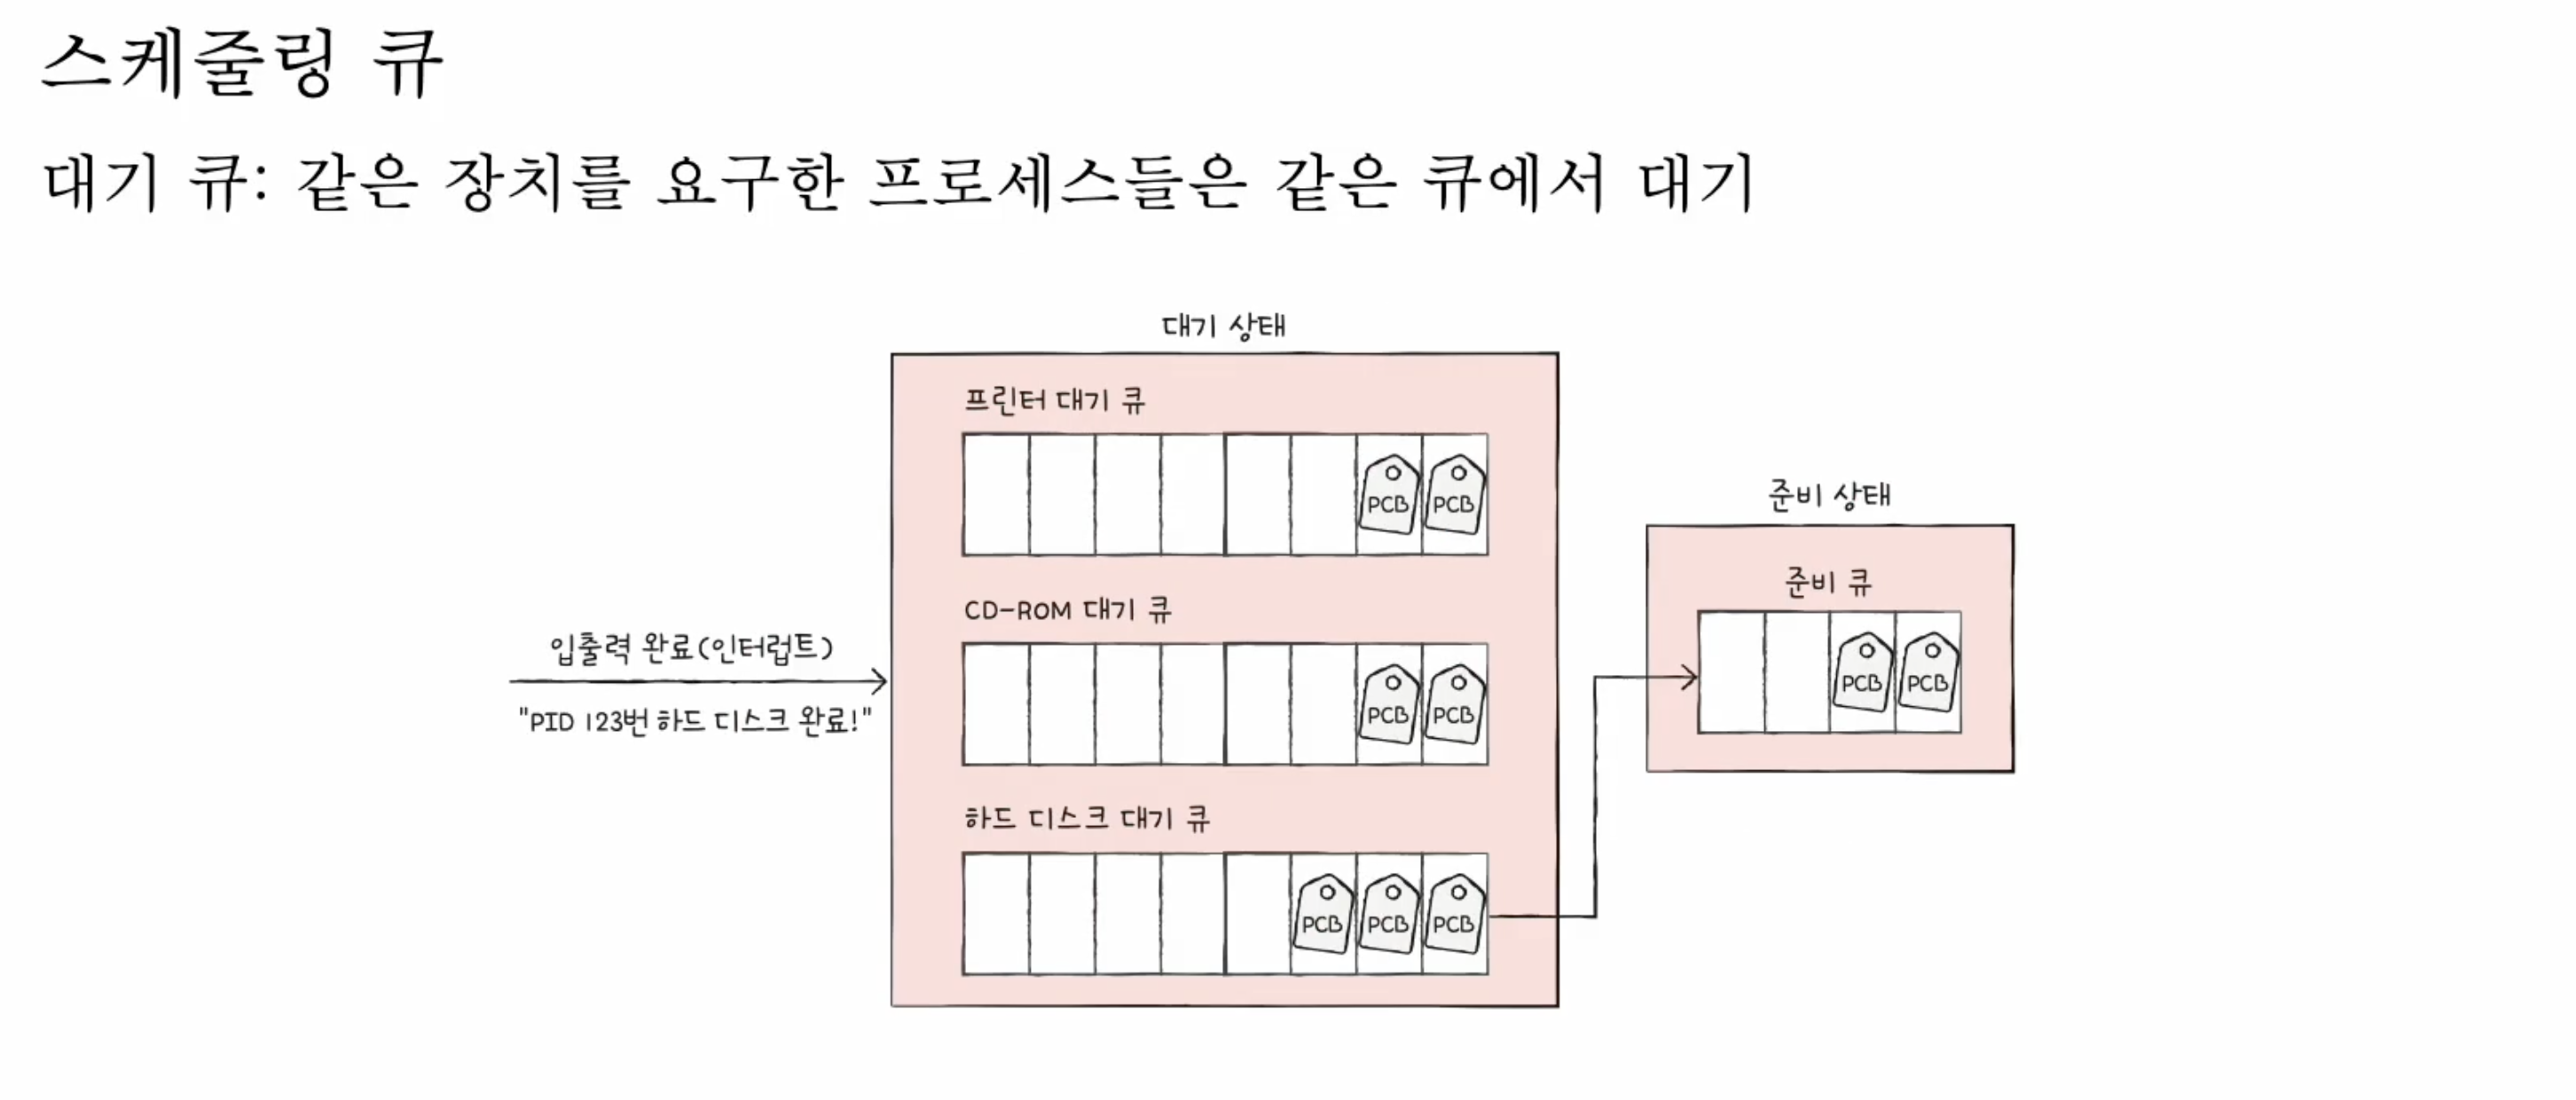 스케줄링 큐
대기 큐: 같은 장치를 요구한 프로세스들은 같은 큐에서 대기
대기 상태
프린터 대기 큐
PCB PCB
준비 상태
준비 큐
PCB PCB
CD-ROM 대기 큐
PCB PCB
입출력 완료(인터럽트)
"PID 123번 하드 디스크 완료!"
하드 디스크 대기 큐
PCB PCB PCB